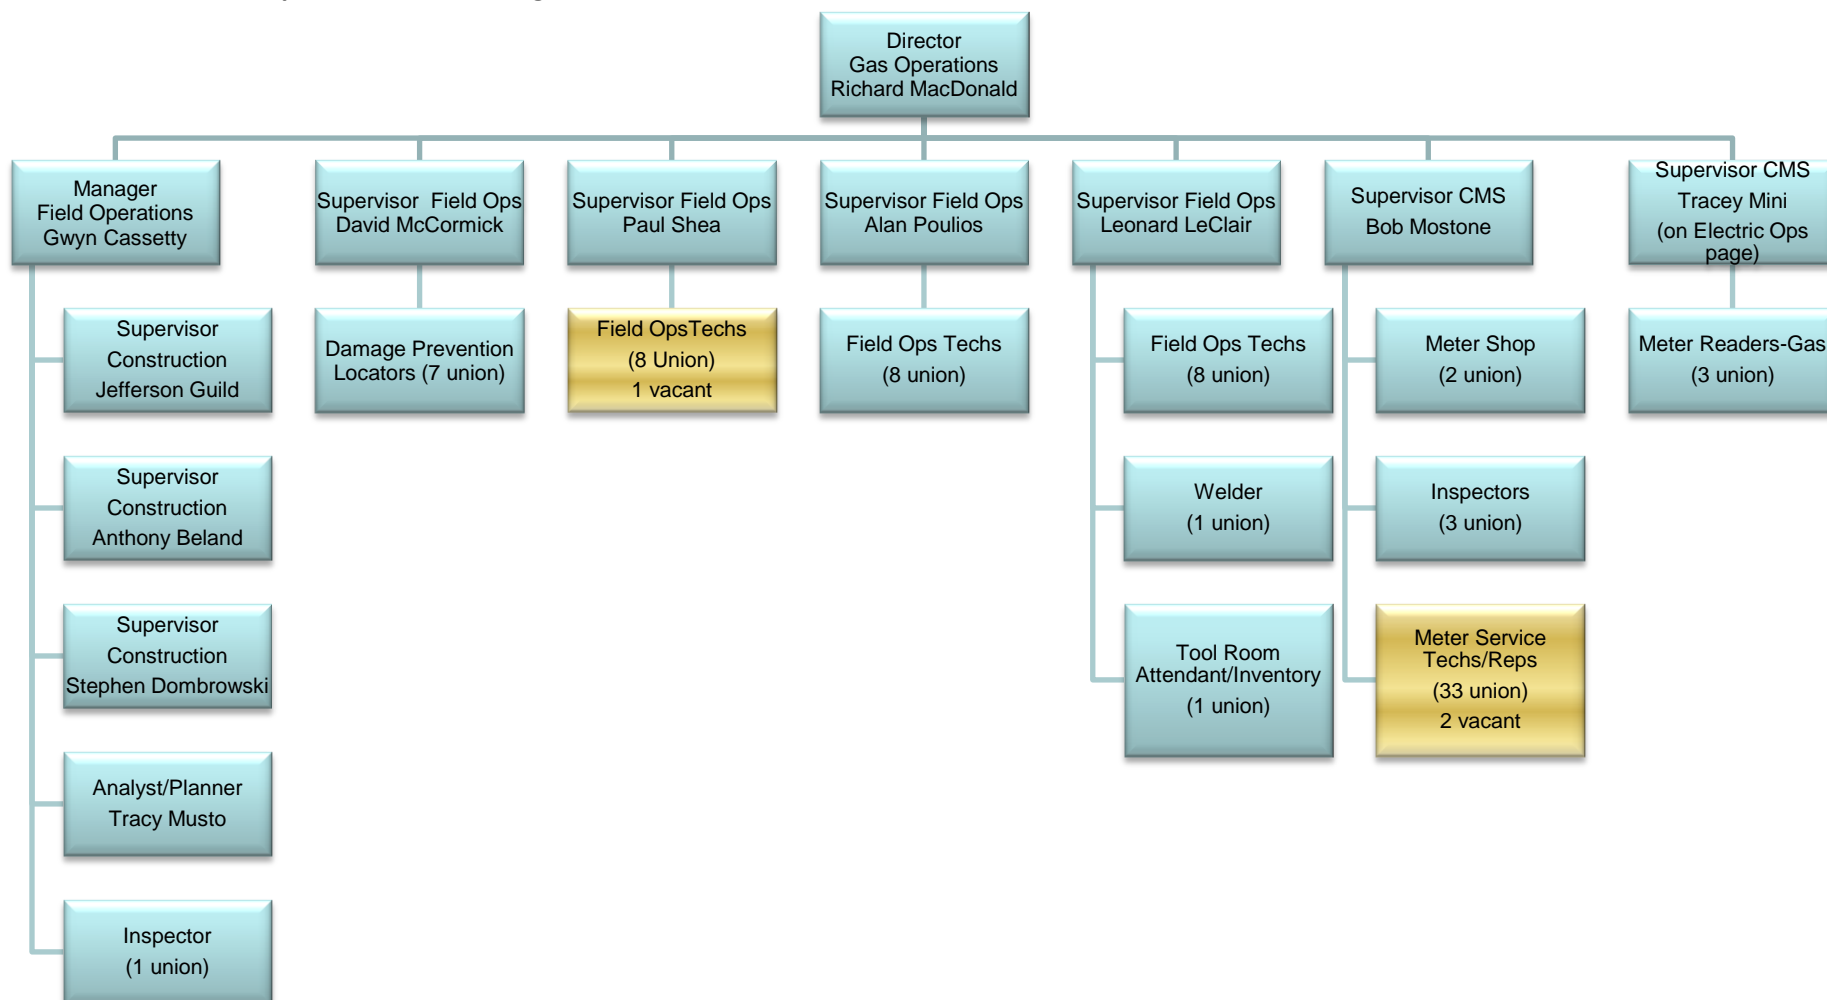 Director
Gas Operations
Richard MacDonald
Manager
Field Operations
Gwyn Cassetty
Supervisor Field Ops
David McCormick
Supervisor Field Ops
Paul Shea
Supervisor Field Ops
Alan Poulios
Supervisor Field Ops
Leonard LeClair
Supervisor CMS
Bob Mostone
Supervisor CMS
Tracey Mini
(on Electric Ops
page)
Supervisor
Construction
Jefferson Guild
Damage Prevention
Locators (7 union)
Field OpsTechs
(8 Union)
1 vacant
Field Ops Techs
(8 union)
Field Ops Techs
(8 union)
Meter Shop
(2 union)
Meter Readers-Gas
(3 union)
Supervisor
Construction
Anthony Beland
Welder
(1 union)
Inspectors
(3 union)
Supervisor
Construction
Stephen Dombrowski
Tool Room
Attendant/Inventory
(1 union)
Meter Service
Techs/Reps
(33 union)
2 vacant
Analyst/Planner
Tracy Musto
Inspector
(1 union)